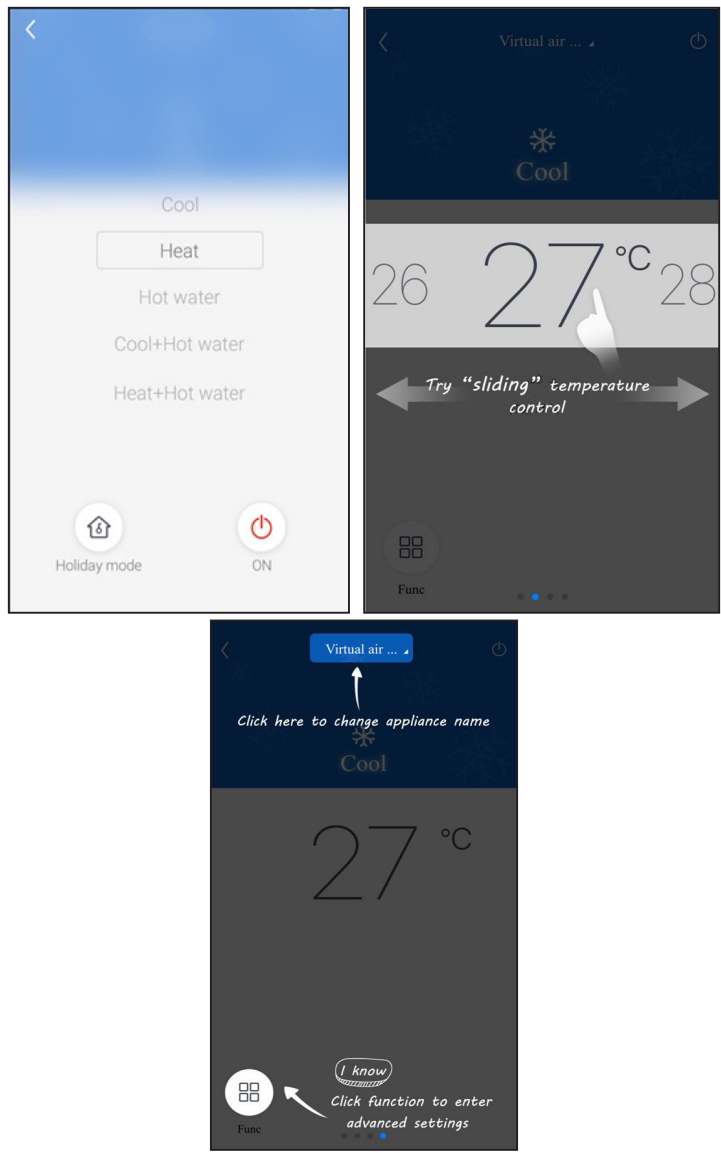 Cool
Heat
Hot water
Cool+Hot water
Heat+Hot water
Holiday mode
ON
Virtual air ...
Cool
26 27 °C 28
Try “sliding” temperature
control
Func
Virtual air ...
Click here to change appliance name
Cool
27 °C
I know
Click function to enter
advanced settings
Func